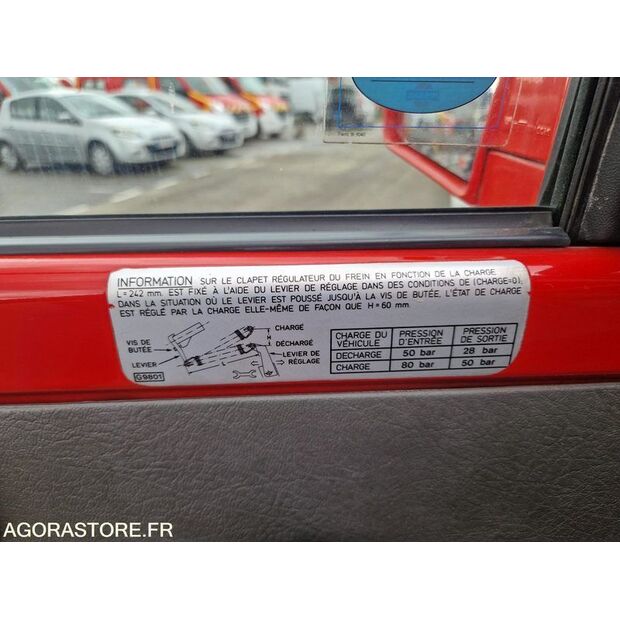 INFORMATION SUR LE CLAPET RÉGULATEUR DU FREIN EN FONCTION DE LA CHARGE
L= 242 mm. EST FIXÉ À L'AIDE DU LEVIER DE RÉGLAGE DANS DES CONDITIONS DE (CHARGE=0),
DANS LA SITUATION OÙ LE LEVIER EST POUSSÉ JUSQU'À LA VIS DE BUTÉE. L'ÉTAT DE CHARGE
EST RÉGLÉ PAR LA CHARGE ELLE-MÊME DE FAÇON QUE H = 60 mm.
VIS DE
BUTÉE
LEVIER
G9801
CHARGÉ
H
DÉCHARGÉ
LEVIER DE
RÉGLAGE
L
CHARGE DU VÉHICULE PRESSION D'ENTRÉE PRESSION DE SORTIE
DECHARGE 50 bar 28 bar
CHARGE 80 bar 50 bar
AGORASTORE.FR